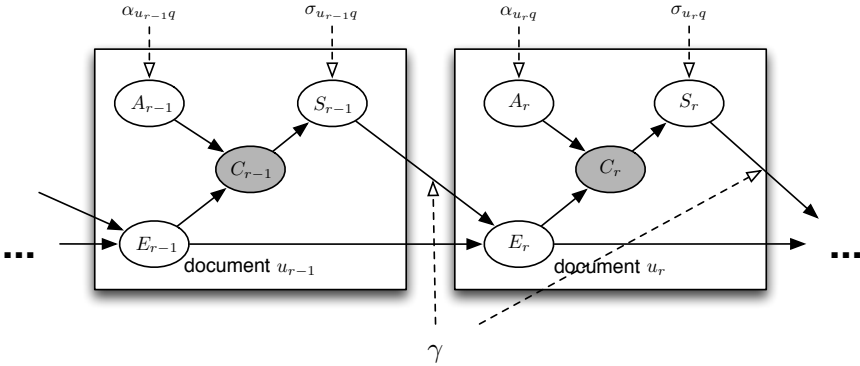 α_{u_{r−1}q} σ_{u_{r−1}q} α_{u_r q} σ_{u_r q}
A_{r−1} S_{r−1} A_r S_r
C_{r−1} C_r
E_{r−1} E_r
... document u_{r−1} document u_r ...
γ